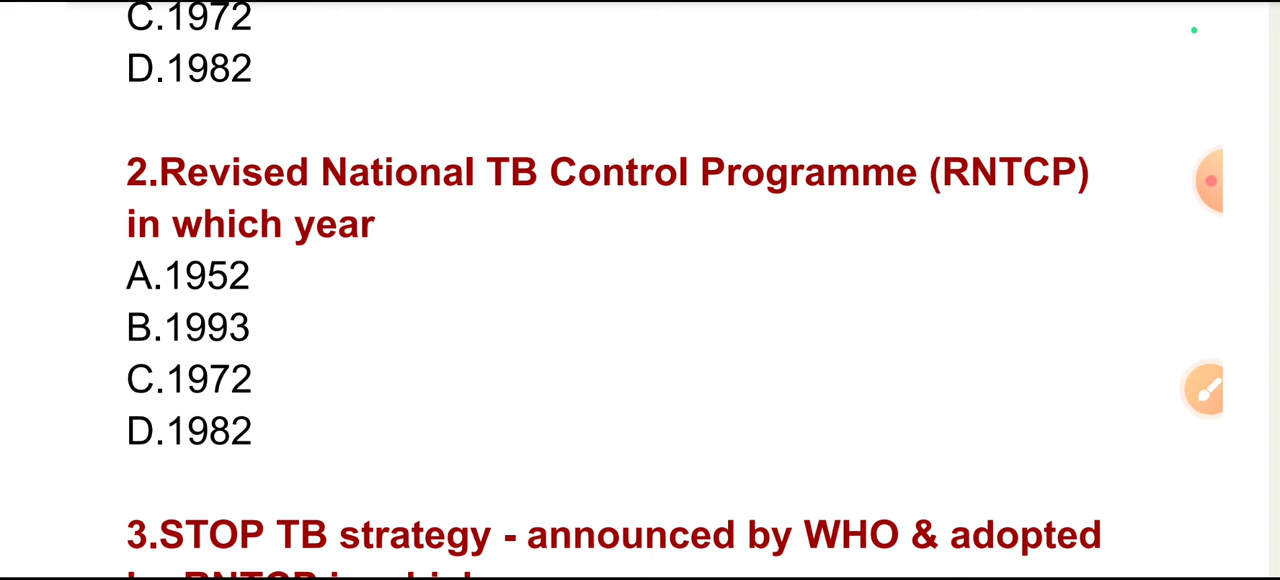 C.1972
D.1982
2.Revised National TB Control Programme (RNTCP)
in which year
A.1952
B.1993
C.1972
D.1982
3.STOP TB strategy - announced by WHO & adopted